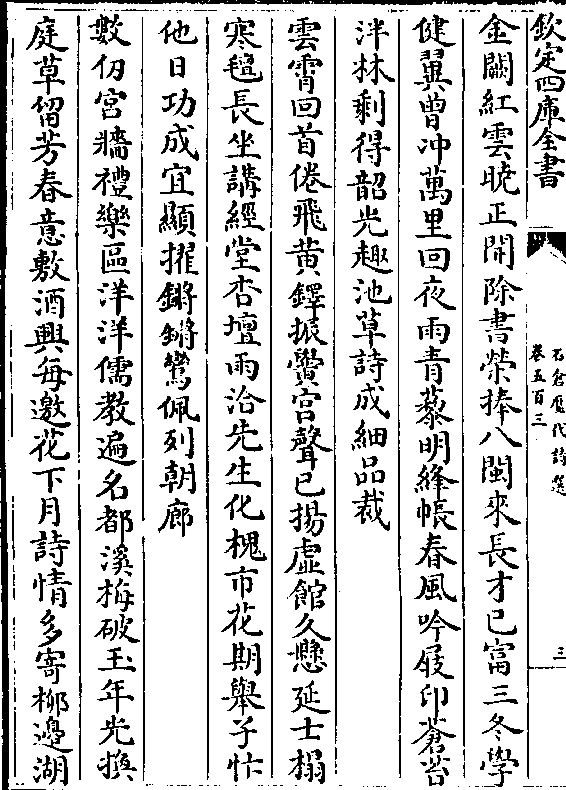 欽定四庫全書
石倉歷代詩選
卷五百三
三
金闕紅雲曉正開除書榮捧八閩來長才已富三冬學
健翼曽冲萬里回夜雨青藜明絳帳春風吟屐印蒼苔
泮林剩得韶光趣池草詩成細品裁
雲霄回首倦飛黄鐸振黌宫聲已揚虚館久懸延士榻
寒氊長坐講經堂杏壇雨洽先生化槐市花期舉子忙
他日功成宜顯擢鏘鏘鸞佩列朝廊
數仭宫牆禮樂區洋洋儒教遍名都溪梅破玉年光換
庭草留芳春意敷酒興每邀花下月詩情多寄柳邊湖